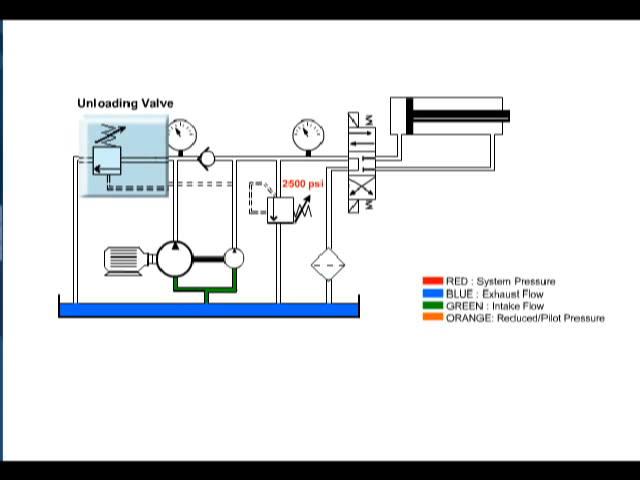 Unloading Valve
2500 psi
RED : System Pressure
BLUE : Exhaust Flow
GREEN : Intake Flow
ORANGE: Reduced/Pilot Pressure